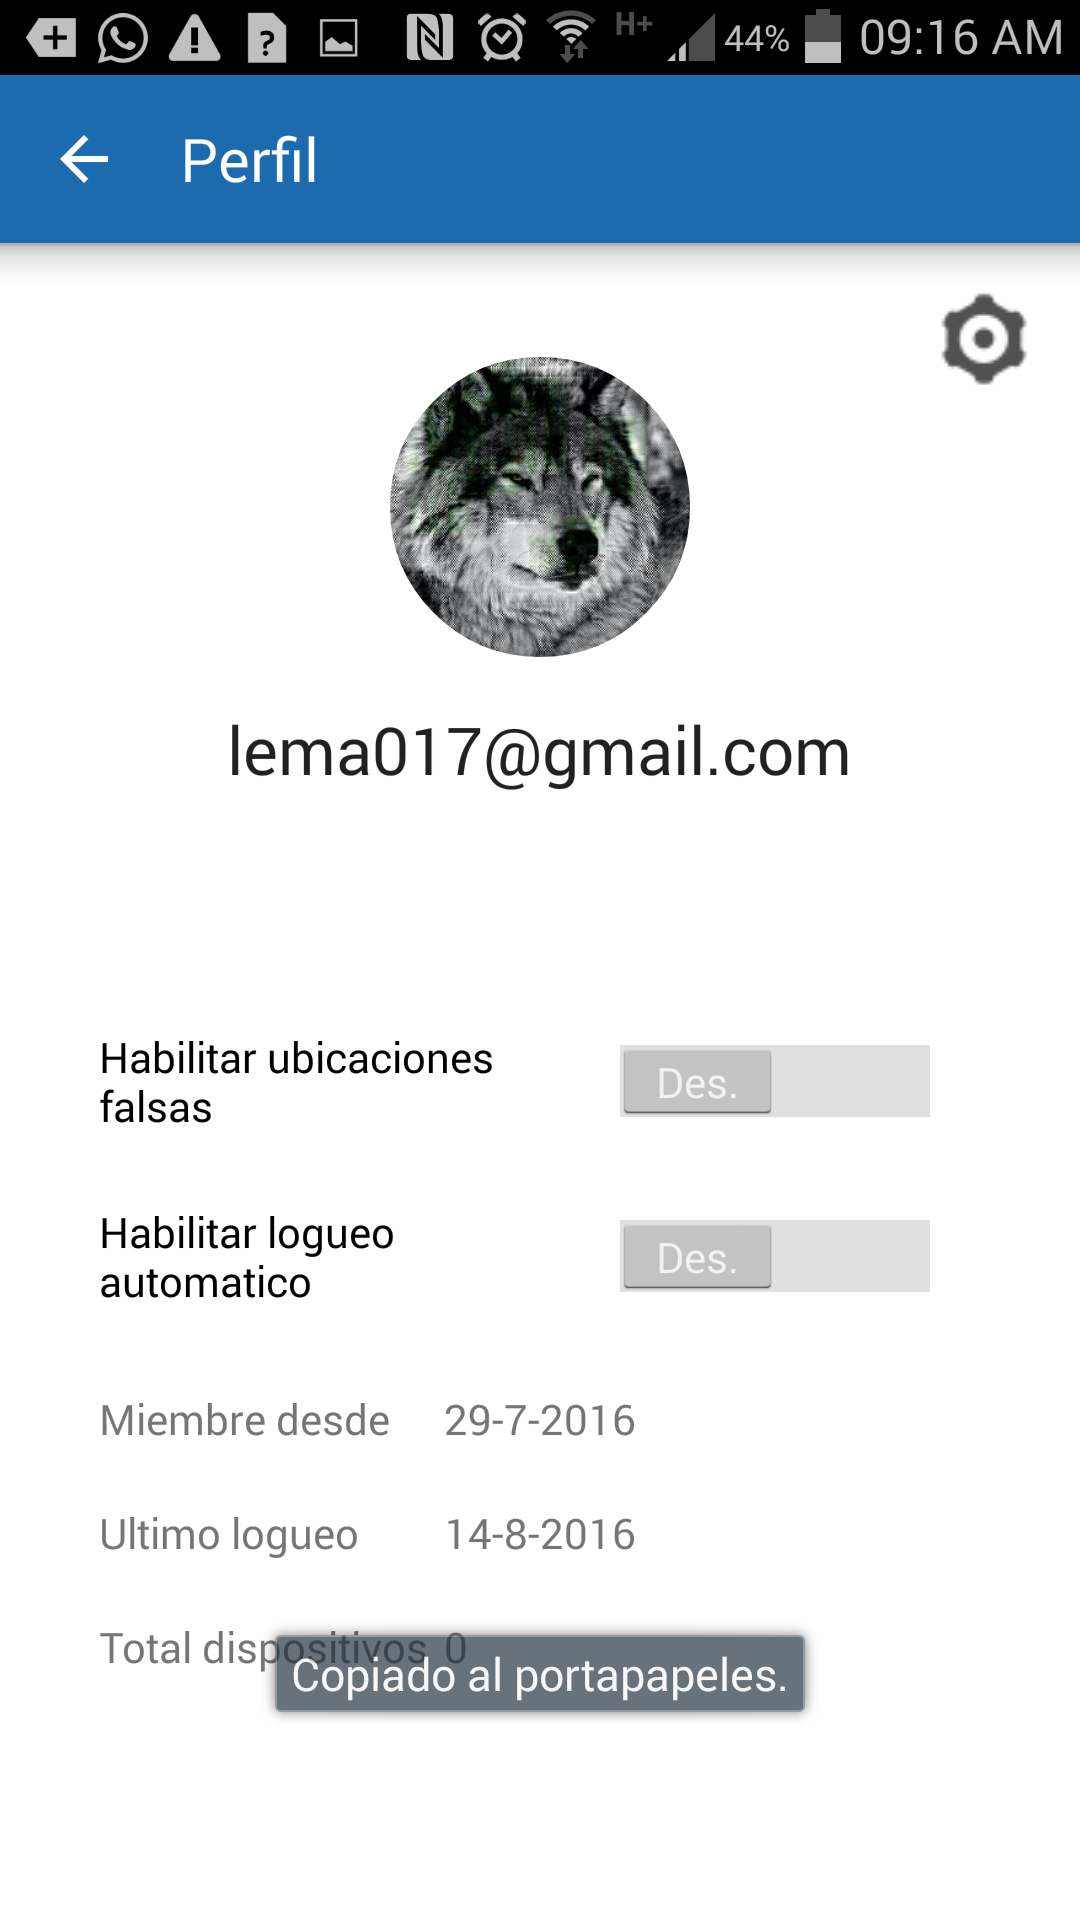 H+ 44% 09:16 AM
Perfil
lema017@gmail.com
Habilitar ubicaciones
falsas
Des.
Habilitar logueo
automatico
Des.
Miembre desde 29-7-2016
Ultimo logueo 14-8-2016
Total dispositivos 0
Copiado al portapapeles.